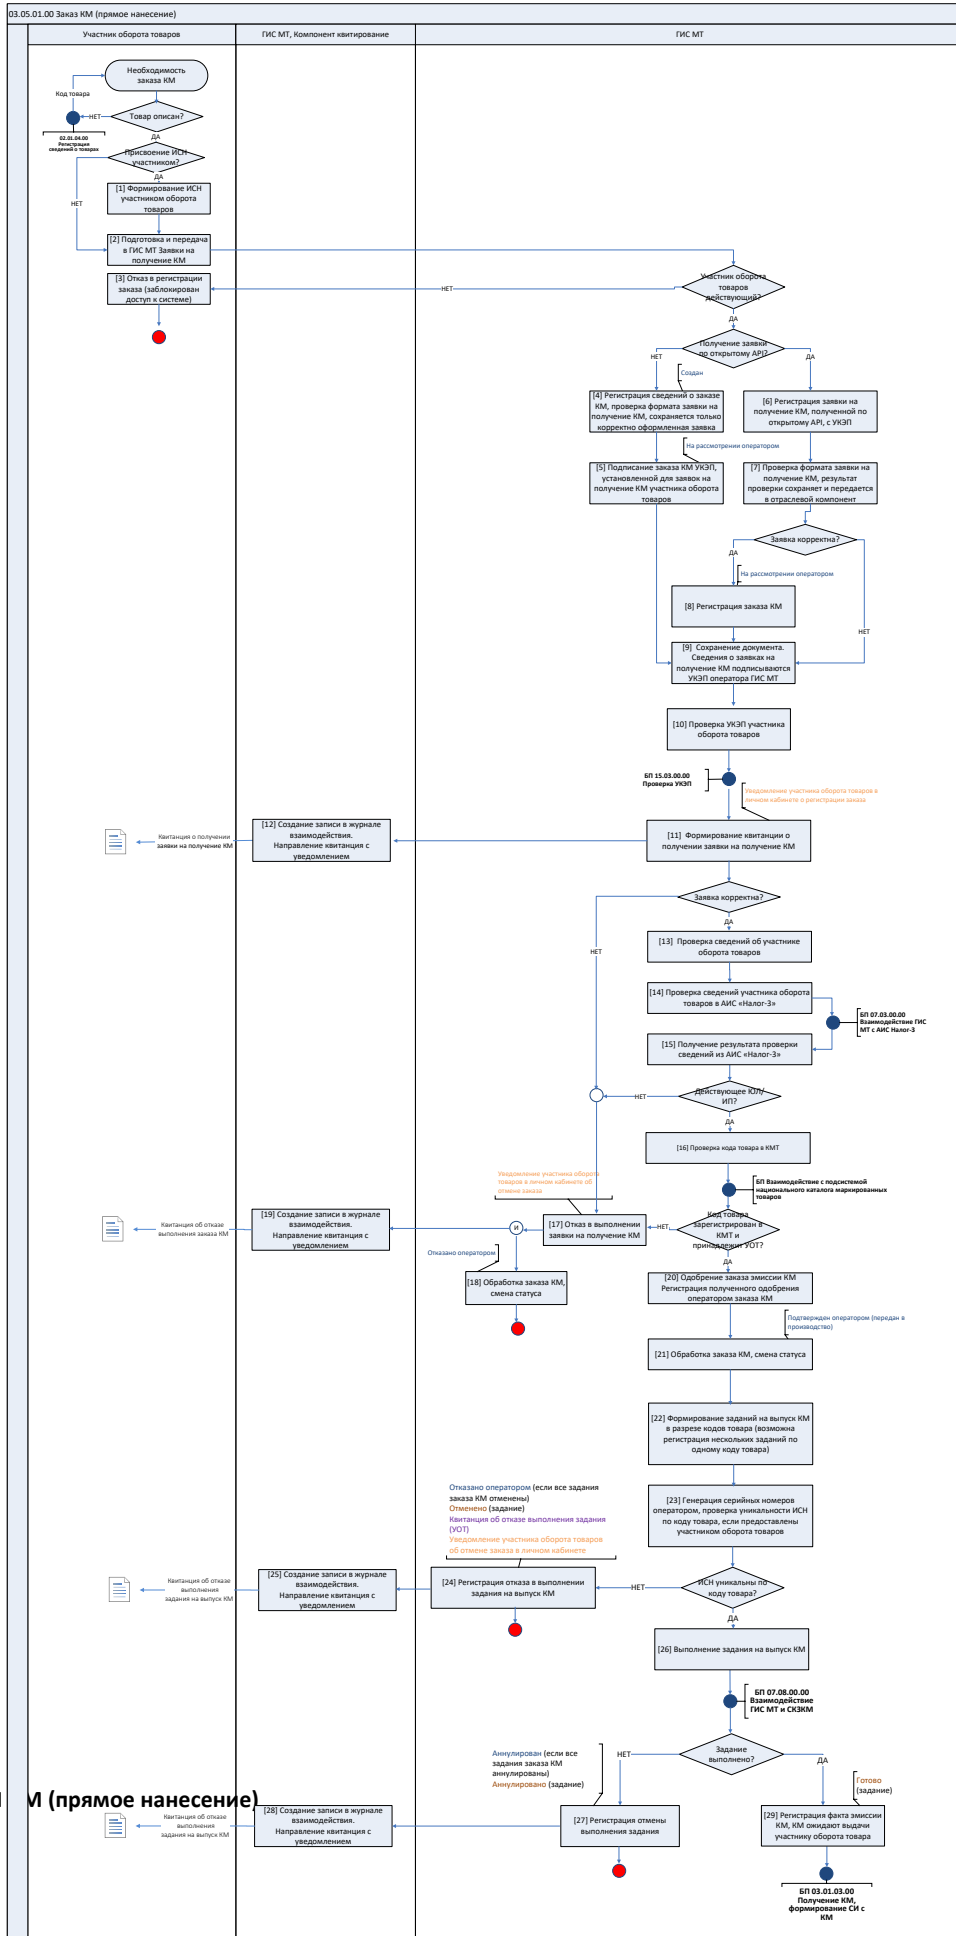 03.05.01.00 Заказ КМ (прямое нанесение)
Участник оборота товаров
ГИС МТ, Компонент квитирование
ГИС МТ
Необходимость
заказа КМ
Код товара
Товар описан?
НЕТ
02.01.04.00
Регистрация
сведений о товарах
ДА
Присвоение ИСН
участником?
ДА
НЕТ
[1] Формирование ИСН
участником оборота
товаров
[2] Подготовка и передача
в ГИС МТ Заявки на
получение КМ
[3] Отказ в регистрации
заказа (заблокирован
доступ к системе)
НЕТ
Участник оборота
товаров
действующий?
ДА
Получение заявки
по открытому API?
НЕТ
ДА
Создан
[4] Регистрация сведений о заказе
КМ, проверка формата заявки на
получение КМ, сохраняется только
корректно оформленная заявка
[6] Регистрация заявки на
получение КМ, полученной по
открытому API, с УКЭП
На рассмотрении оператором
[5] Подписание заказа КМ УКЭП,
установленной для заявок на
получение КМ участника оборота
товаров
[7] Проверка формата заявки на
получение КМ, результат
проверки сохраняет и передается
в отраслевой компонент
Заявка корректна?
ДА
На рассмотрении оператором
[8] Регистрация заказа КМ
НЕТ
[9] Сохранение документа.
Сведения о заявках на
получение КМ подписываются
УКЭП оператора ГИС МТ
[10] Проверка УКЭП участника
оборота товаров
БП 15.03.00.00
Проверка УКЭП
Уведомление участника оборота товаров в
личном кабинете о регистрации заказа
Квитанция о получении
заявки на получение КМ
[12] Создание записи в журнале
взаимодействия.
Направление квитанция с
уведомлением
[11] Формирование квитанции о
получении заявки на получение КМ
Заявка корректна?
ДА
НЕТ
[13] Проверка сведений об участнике
оборота товаров
[14] Проверка сведений участника оборота
товаров в АИС «Налог-3»
БП 07.03.00.00
Взаимодействие ГИС
МТ с АИС Налог-3
[15] Получение результата проверки
сведений из АИС «Налог-3»
Действующее ЮЛ/
ИП?
НЕТ
ДА
[16] Проверка кода товара в КМТ
Уведомление участника оборота
товаров в личном кабинете об
отмене заказа
БП Взаимодействие с подсистемой
национального каталога маркированных
товаров
Квитанция об отказе
выполнения заказа КМ
[19] Создание записи в журнале
взаимодействия.
Направление квитанция с
уведомлением
И
[17] Отказ в выполнении
заявки на получение КМ
НЕТ
Код товара
зарегистрирован в
КМТ и
принадлежит УОТ?
Отказано оператором
ДА
[18] Обработка заказа КМ,
смена статуса
[20] Одобрение заказа эмиссии КМ
Регистрация полученного одобрения
оператором заказа КМ
Подтвержден оператором (передан в
производство)
[21] Обработка заказа КМ, смена статуса
[22] Формирование заданий на выпуск КМ
в разрезе кодов товара (возможна
регистрация нескольких заданий по
одному коду товара)
Отказано оператором (если все задания
заказа КМ отменены)
Отменено (задание)
Квитанция об отказе выполнения задания
(УОТ)
Уведомление участника оборота товаров
об отмене заказа в личном кабинете
[23] Генерация серийных номеров
оператором, проверка уникальности ИСН
по коду товара, если предоставлены
участником оборота товаров
Квитанция об отказе
выполнения
задания на выпуск КМ
[25] Создание записи в журнале
взаимодействия.
Направление квитанция с
уведомлением
[24] Регистрация отказа в выполнении
задания на выпуск КМ
НЕТ
ИСН уникальны по
коду товара?
ДА
[26] Выполнение задания на выпуск КМ
БП 07.08.00.00
Взаимодействие
ГИС МТ и СКЗКМ
Задание
выполнено?
НЕТ
ДА
Аннулирован (если все
задания заказа КМ
аннулированы)
Аннулировано (задание)
Готово
(задание)
М (прямое нанесение)
Квитанция об отказе
выполнения
задания на выпуск КМ
[28] Создание записи в журнале
взаимодействия.
Направление квитанция с
уведомлением
[27] Регистрация отмены
выполнения задания
[29] Регистрация факта эмиссии
КМ, КМ ожидают выдачи
участнику оборота товара
БП 03.01.03.00
Получение КМ,
формирование СИ с
КМ